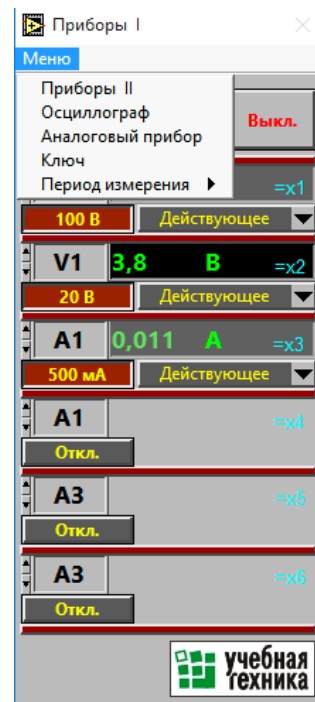 Приборы I
Меню
Приборы II
Осциллограф
Аналоговый прибор
Ключ
Период измерения
Выкл.
=x1
100 В Действующее
V1 3,8 В =x2
20 В Действующее
A1 0,011 А =x3
500 мА Действующее
A1 =x4
Откл.
A3 =x5
Откл.
A3 =x6
Откл.
учебная
техника